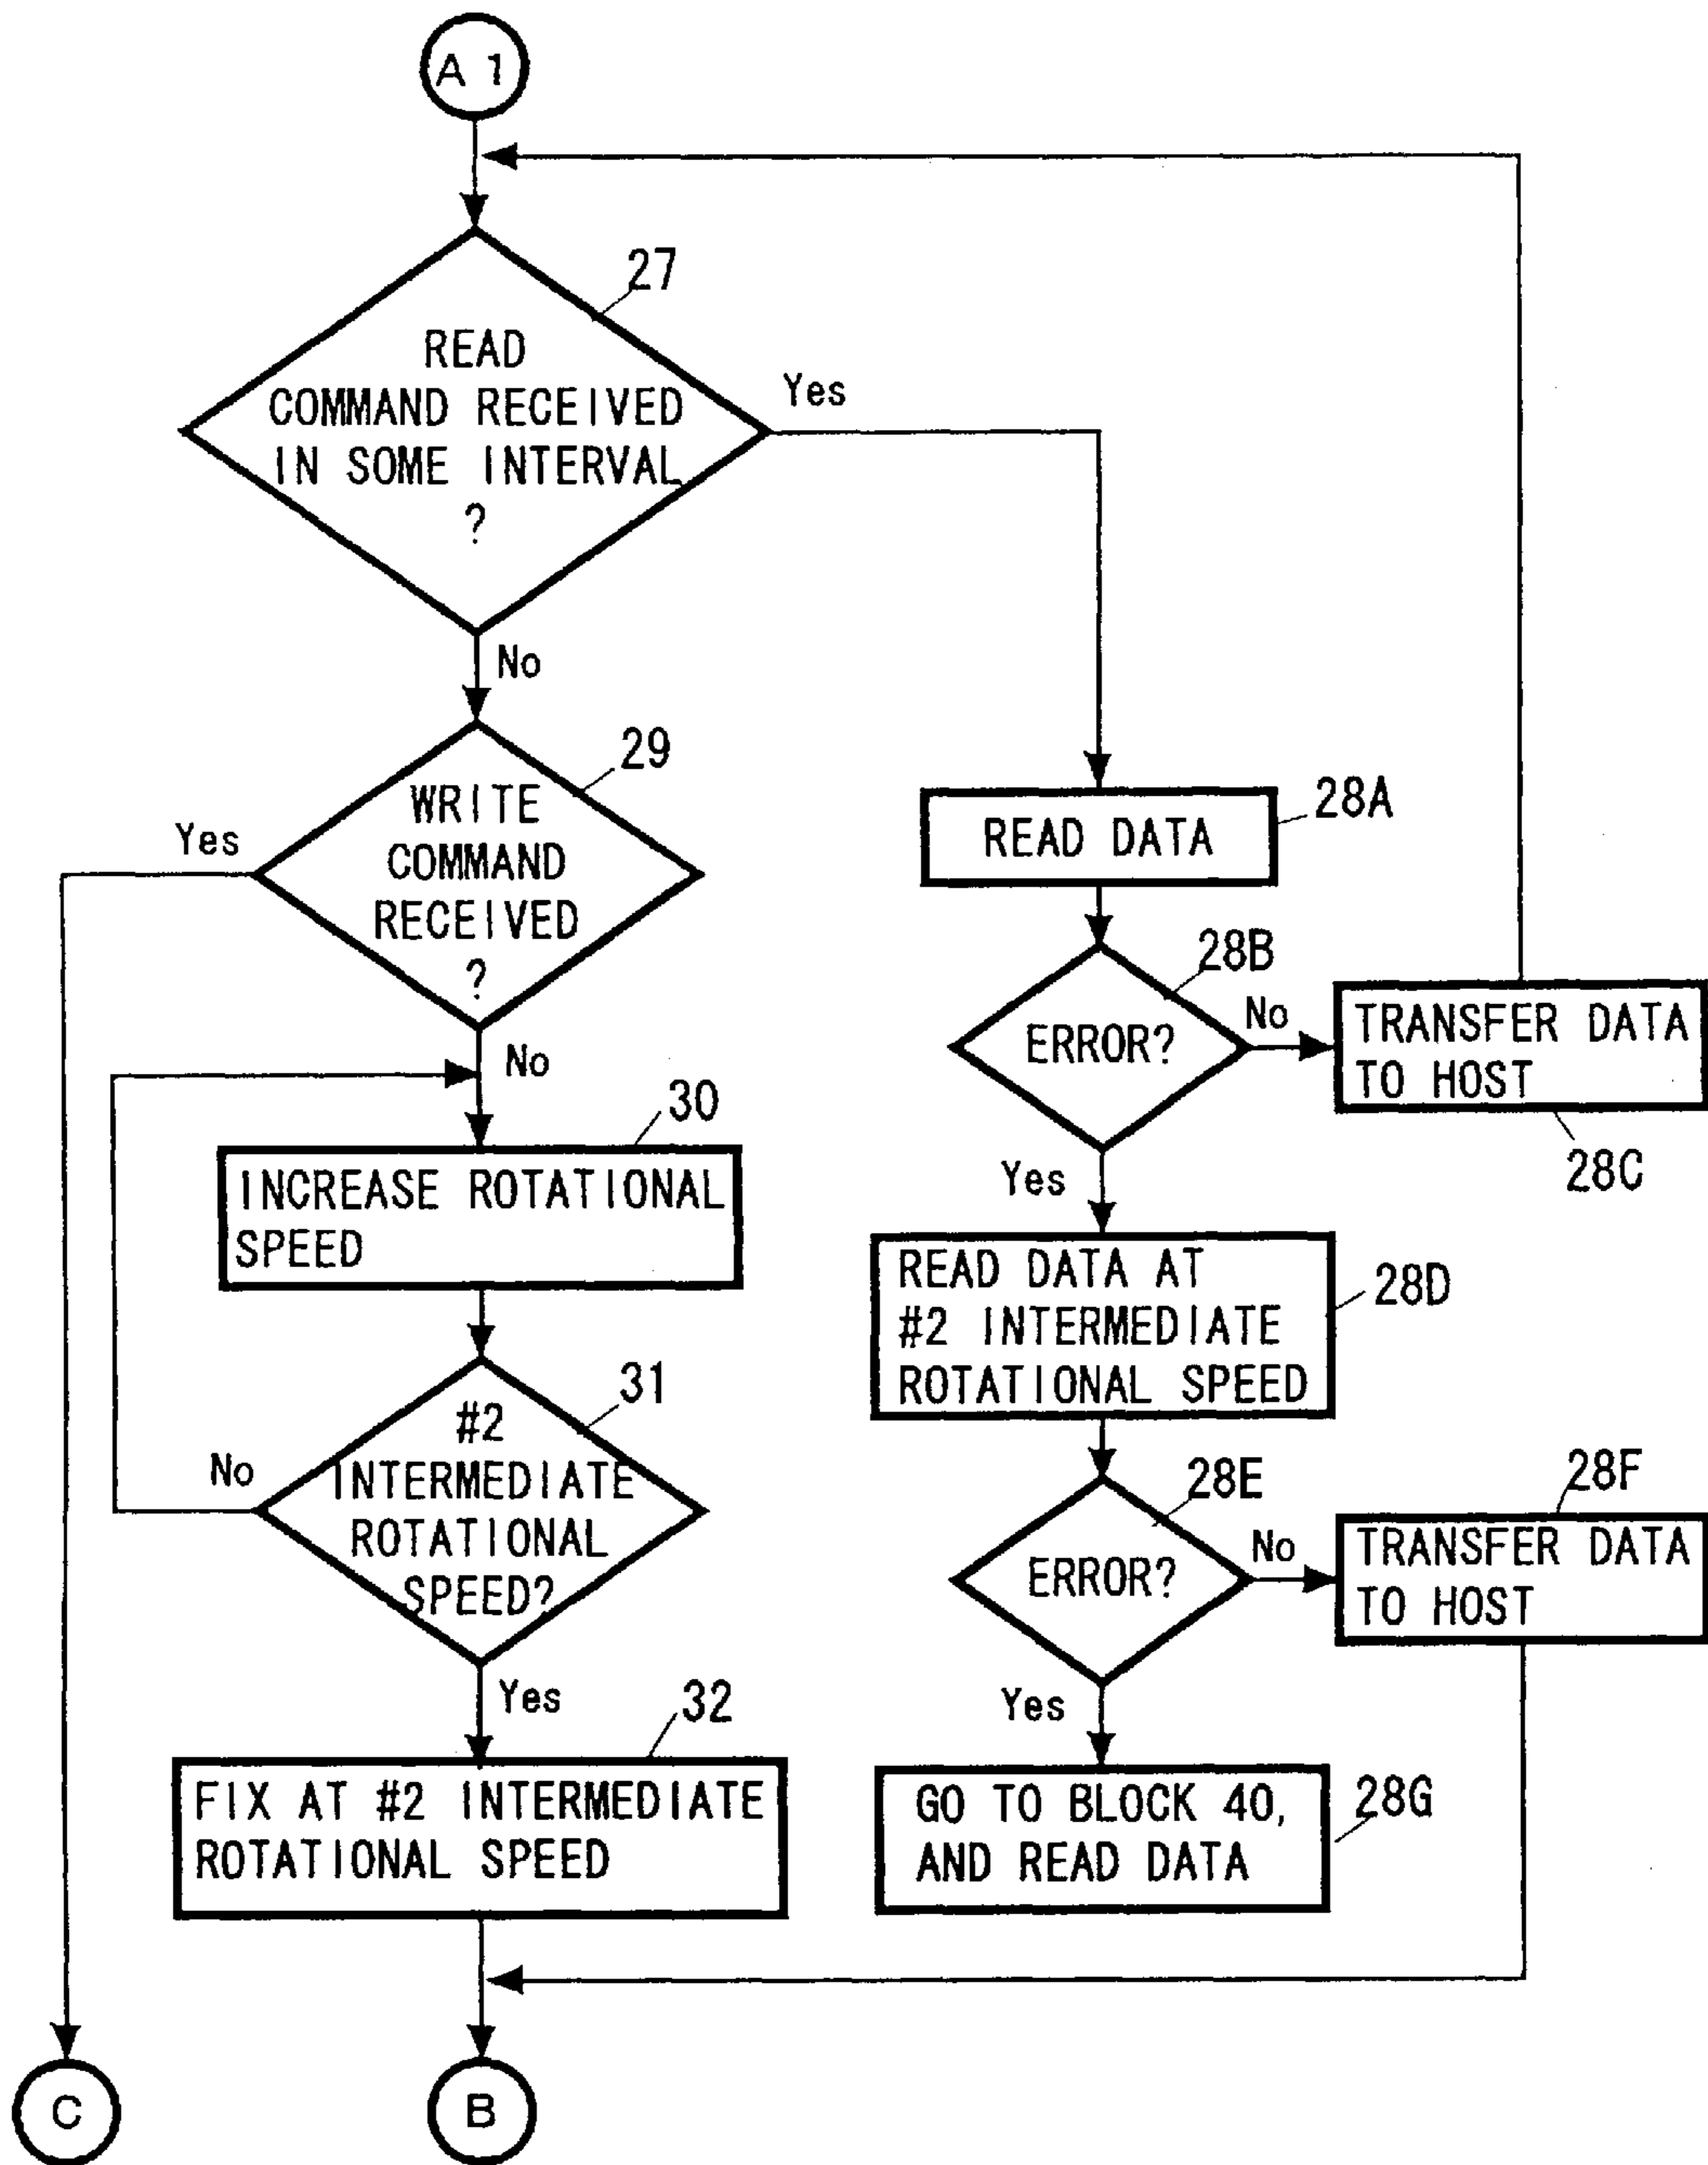 A 1
27
READ
COMMAND RECEIVED
IN SOME INTERVAL
?
Yes
No
29
WRITE
COMMAND
RECEIVED
?
Yes
No
30
INCREASE ROTATIONAL
SPEED
31
#2
INTERMEDIATE
ROTATIONAL
SPEED?
No
Yes
32
FIX AT #2 INTERMEDIATE
ROTATIONAL SPEED
28A
READ DATA
28B
ERROR?
No
TRANSFER DATA
TO HOST
28C
Yes
READ DATA AT
#2 INTERMEDIATE
ROTATIONAL SPEED
28D
28E
ERROR?
No
28F
TRANSFER DATA
TO HOST
Yes
GO TO BLOCK 40,
AND READ DATA
28G
C
B